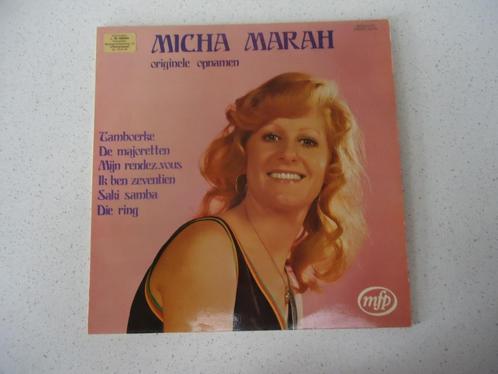 MICHA MARAH
originele opnamen
Tamboerke
De majoretten
Mijn rendez-vous
Ik ben zeventien
Saki samba
Die ring
mfp